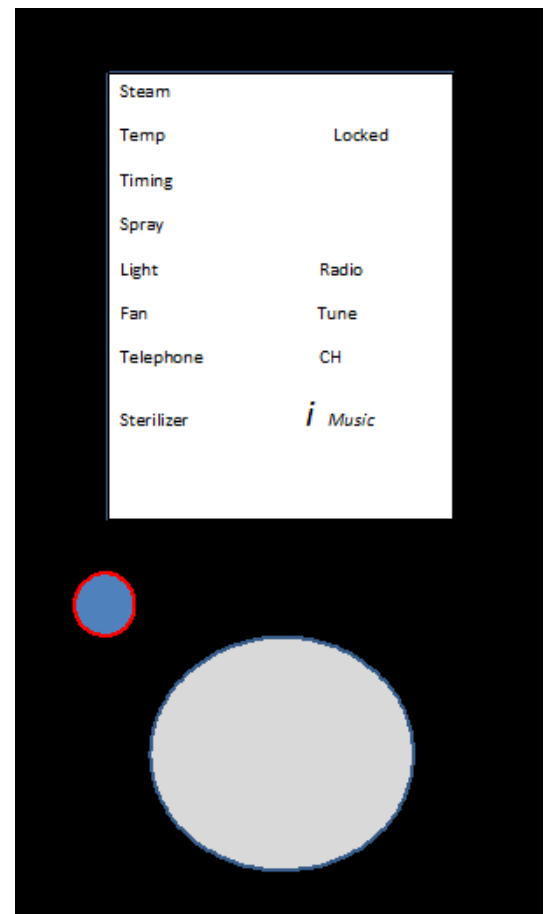 Steam
Temp Locked
Timing
Spray
Light Radio
Fan Tune
Telephone CH
Sterilizer i Music